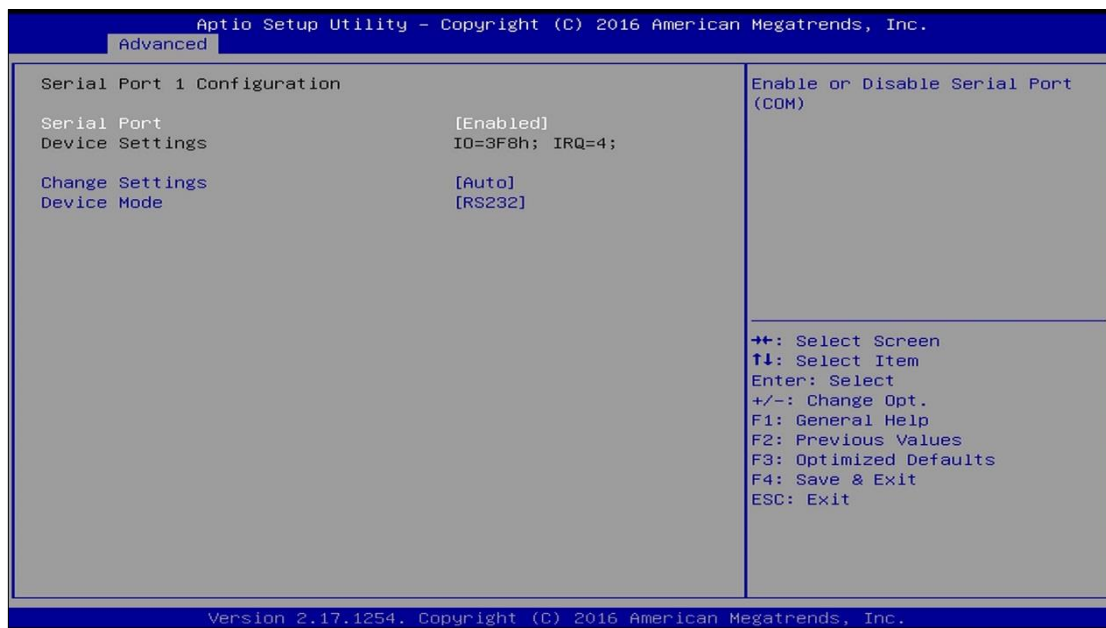 Aptio Setup Utility – Copyright (C) 2016 American Megatrends, Inc.
Advanced
Serial Port 1 Configuration
Serial Port [Enabled]
Device Settings IO=3F8h; IRQ=4;
Change Settings [Auto]
Device Mode [RS232]
Enable or Disable Serial Port
(COM)
→←: Select Screen
↑↓: Select Item
Enter: Select
+/-: Change Opt.
F1: General Help
F2: Previous Values
F3: Optimized Defaults
F4: Save & Exit
ESC: Exit
Version 2.17.1254. Copyright (C) 2016 American Megatrends, Inc.